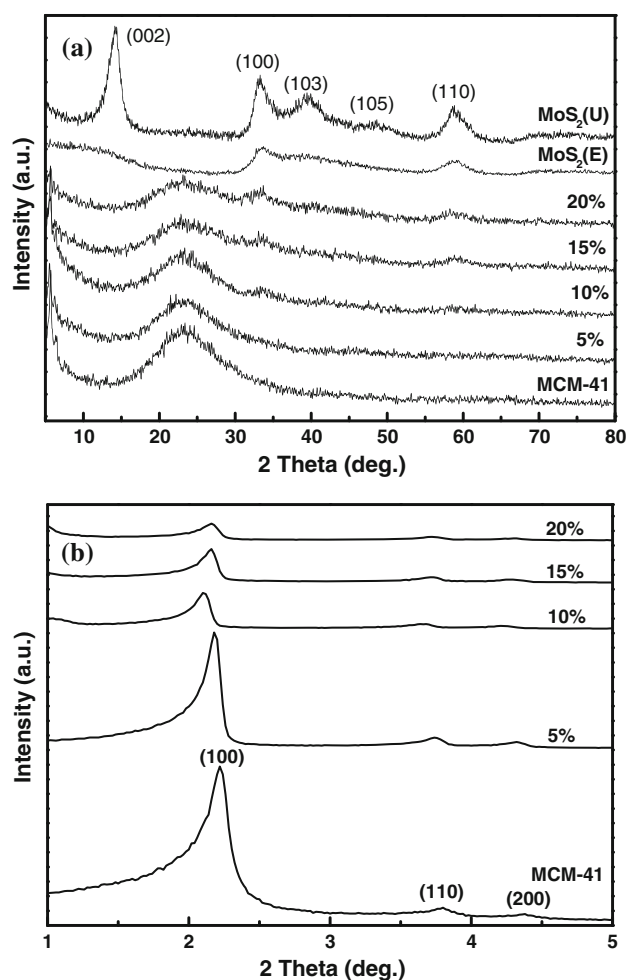 (a)
(002)
(100)
(103)
(105)
(110)
MoS₂(U)
MoS₂(E)
20%
15%
10%
5%
MCM-41
Intensity (a.u.)
10 20 30 40 50 60 70 80
2 Theta (deg.)
(b)
20%
15%
10%
5%
(100)
MCM-41
(110)
(200)
Intensity (a.u.)
1 2 3 4 5
2 Theta (deg.)